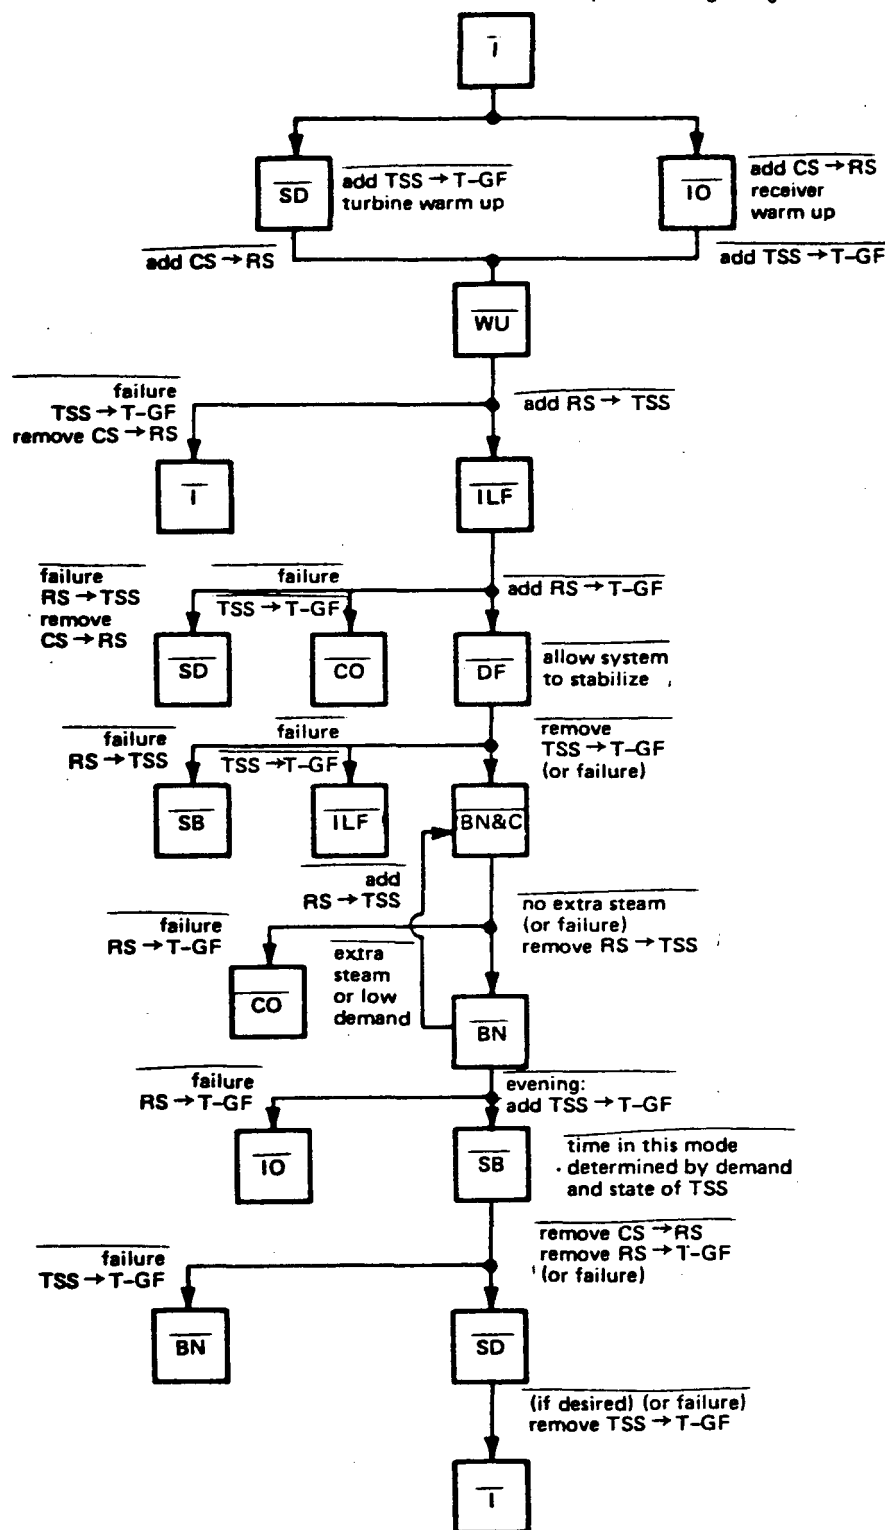 I
SD
add TSS → T-GF
turbine warm up
IO
add CS → RS
receiver
warm up
add CS → RS
add TSS → T-GF
WU
failure
TSS → T-GF
remove CS → RS
add RS → TSS
I
ILF
failure
RS → TSS
remove
CS → RS
failure
TSS → T-GF
add RS → T-GF
SD
CO
DF
allow system
to stabilize
failure
RS → TSS
failure
TSS → T-GF
remove
TSS → T-GF
(or failure)
SB
ILF
BN&C
add
RS → TSS
failure
RS → T-GF
extra
steam
or low
demand
no extra steam
(or failure)
remove RS → TSS
CO
BN
failure
RS → T-GF
evening:
add TSS → T-GF
IO
SB
time in this mode
determined by demand
and state of TSS
failure
TSS → T-GF
remove CS → RS
remove RS → T-GF
(or failure)
BN
SD
(if desired) (or failure)
remove TSS → T-GF
I